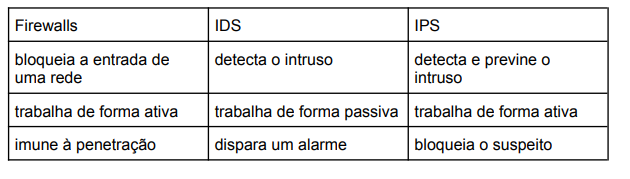 Firewalls
IDS
IPS
bloqueia a entrada de
uma rede
detecta o intruso
detecta e previne o
intruso
trabalha de forma ativa
trabalha de forma passiva
trabalha de forma ativa
imune à penetração
dispara um alarme
bloqueia o suspeito